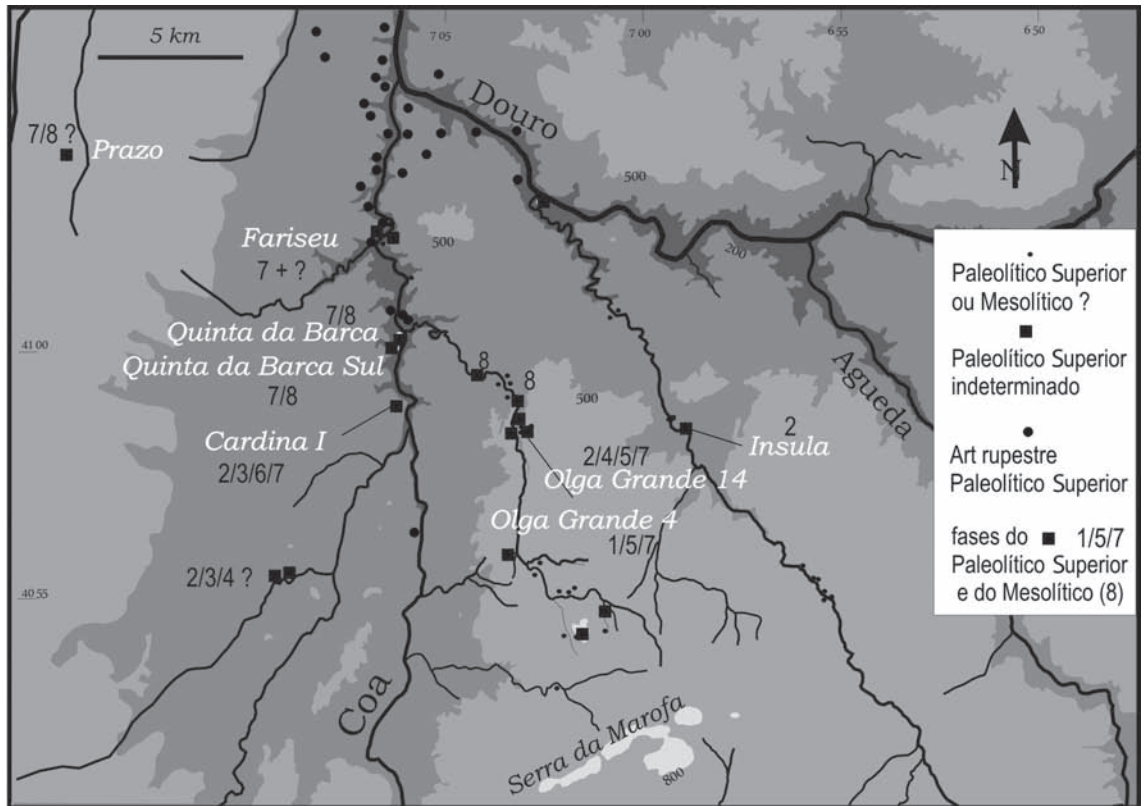 5 km
7 05
7 00
6 55
6 50
Douro
N
7/8 ?
Prazo
500
200
Fariseu
500
7 + ?
7/8
Quinta da Barca
41 00
Quinta da Barca Sul
8
8
7/8
500
Agueda
Cardina I
2/3/6/7
2
Insula
2/4/5/7
Olga Grande 14
Olga Grande 4
1/5/7
2/3/4 ?
40 55
Coa
Serra da Marofa
800
Paleolítico Superior
ou Mesolítico ?
Paleolítico Superior
indeterminado
Art rupestre
Paleolítico Superior
fases do 1/5/7
Paleolítico Superior
e do Mesolítico (8)